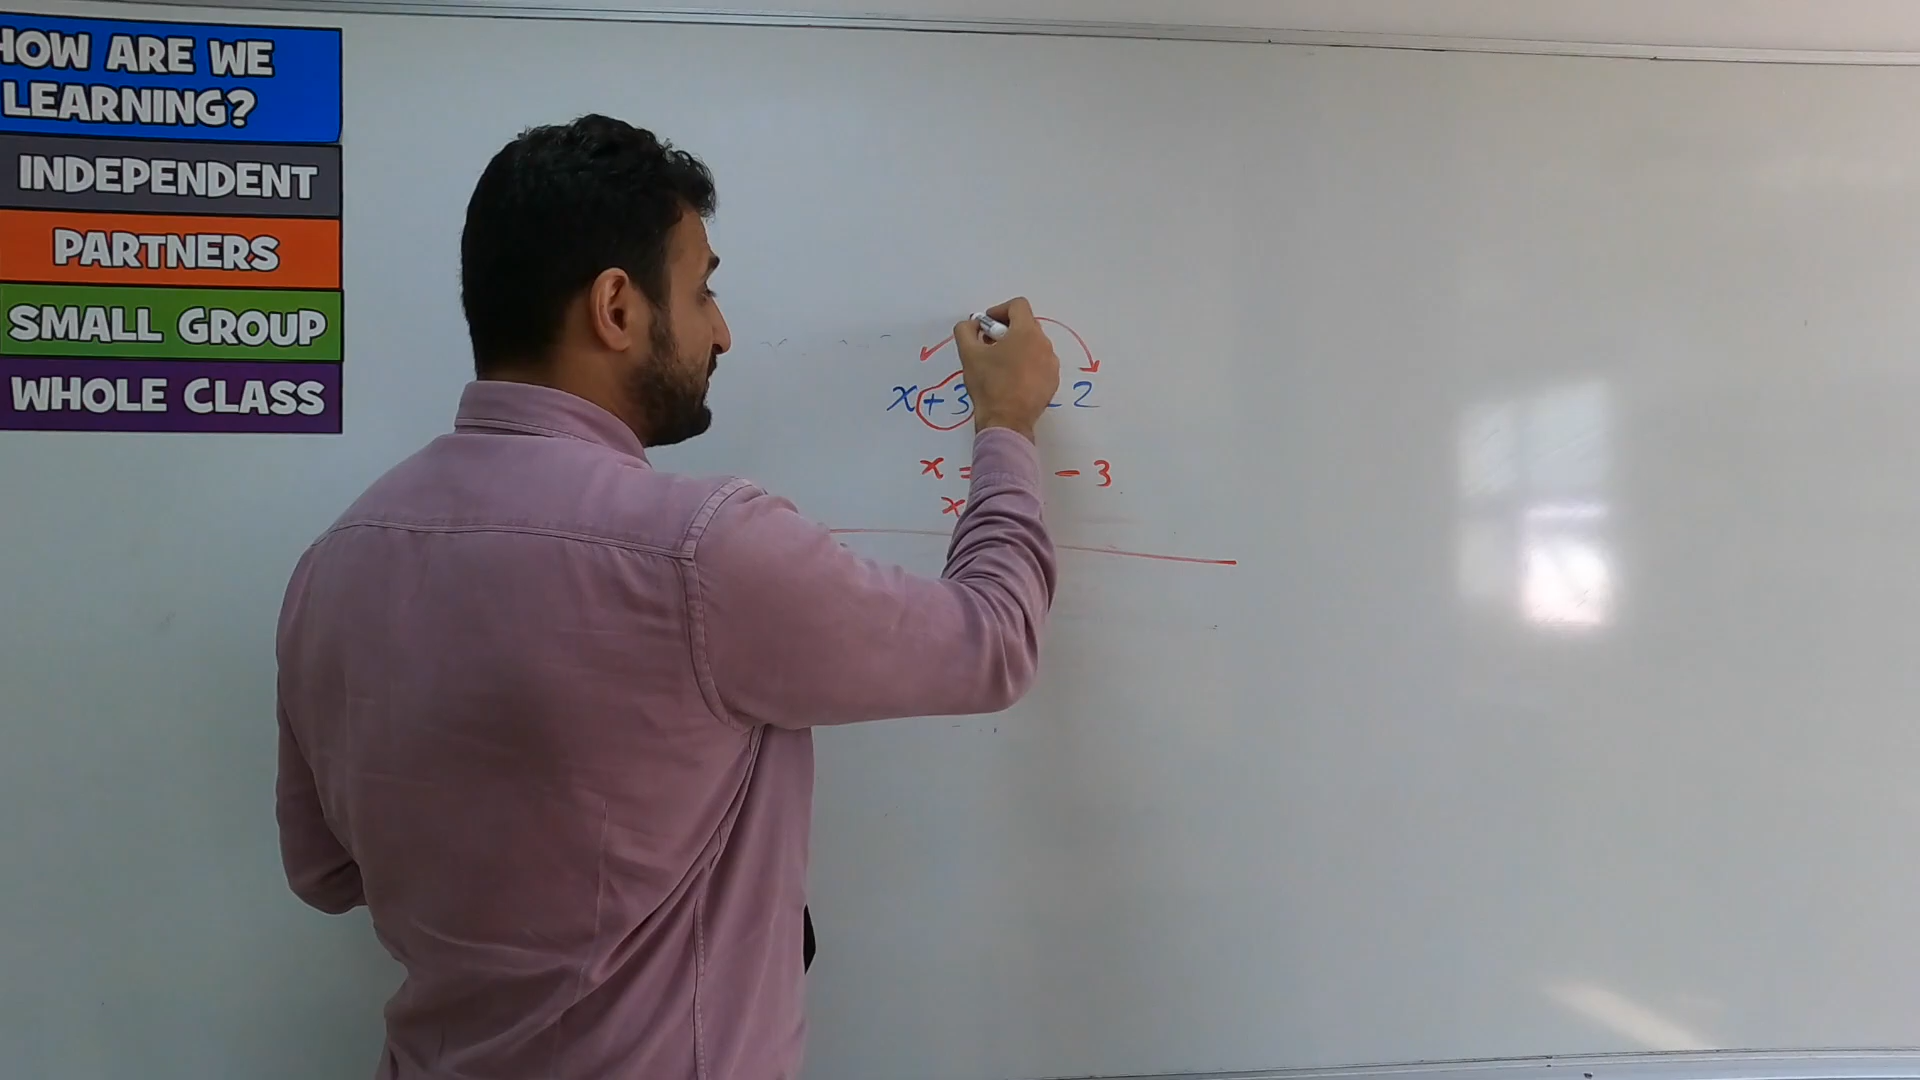 HOW ARE WE
LEARNING?
INDEPENDENT
PARTNERS
SMALL GROUP
WHOLE CLASS
x + 3 - 2
x = - 3
x